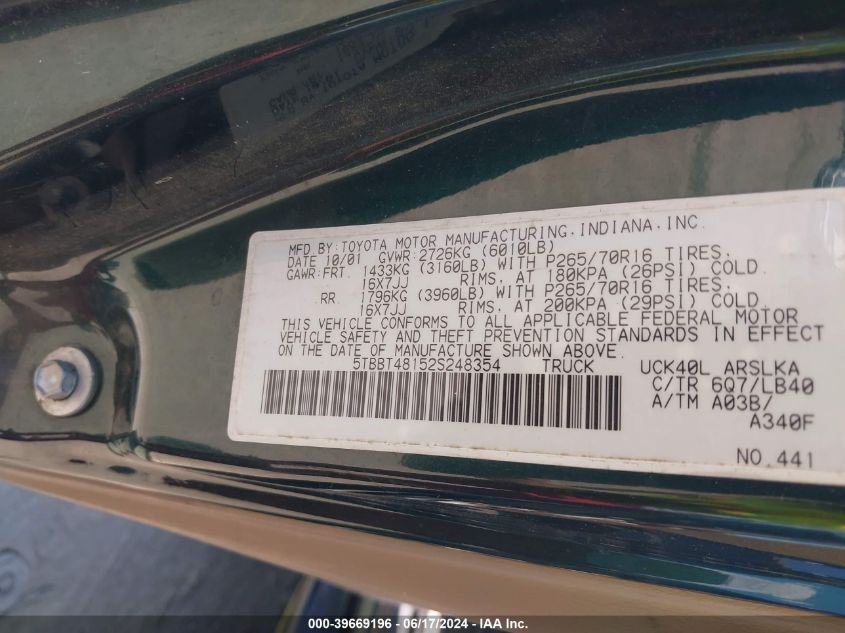 MFD. BY: TOYOTA MOTOR MANUFACTURING, INDIANA, INC.
DATE 10/01 GVWR: 2726KG (6010LB)
GAWR: FRT. 1433KG (3160LB) WITH P265/70R16 TIRES,
16X7JJ RIMS, AT 180KPA (26PSI) COLD.
RR. 1796KG (3960LB) WITH P265/70R16 TIRES,
16X7JJ RIMS, AT 200KPA (29PSI) COLD.
THIS VEHICLE CONFORMS TO ALL APPLICABLE FEDERAL MOTOR
VEHICLE SAFETY AND THEFT PREVENTION STANDARDS IN EFFECT
ON THE DATE OF MANUFACTURE SHOWN ABOVE.
5TBBT48152S248354 TRUCK UCK40L ARSLKA
C/TR 6Q7/LB40
A/TM A03B/
A340F
NO. 441
000-39669196 - 06/17/2024 - IAA Inc.